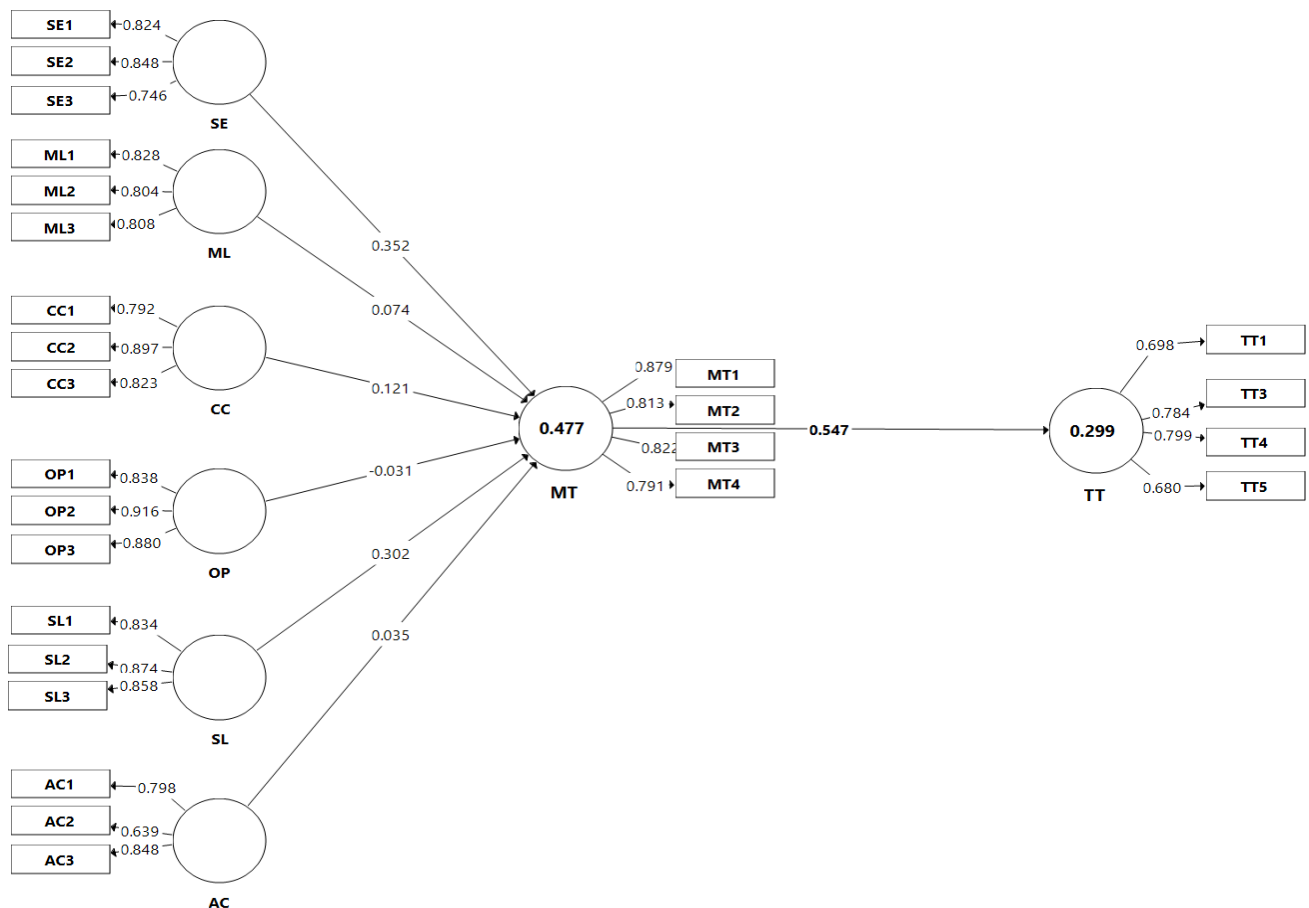 SE1
0.824
SE2
0.848
SE3
0.746
SE
ML1
0.828
ML2
0.804
ML3
0.808
ML
0.352
0.074
CC1
0.792
CC2
0.897
CC3
0.823
CC
0.121
OP1
0.838
OP2
0.916
OP3
0.880
OP
-0.031
SL1
0.834
SL2
0.874
SL3
0.858
SL
0.302
AC1
0.798
AC2
0.639
AC3
0.848
AC
0.035
0.477
MT
0.879
MT1
0.813
MT2
0.822
MT3
0.791
MT4
0.547
0.299
TT
0.698
TT1
0.784
TT3
0.799
TT4
0.680
TT5